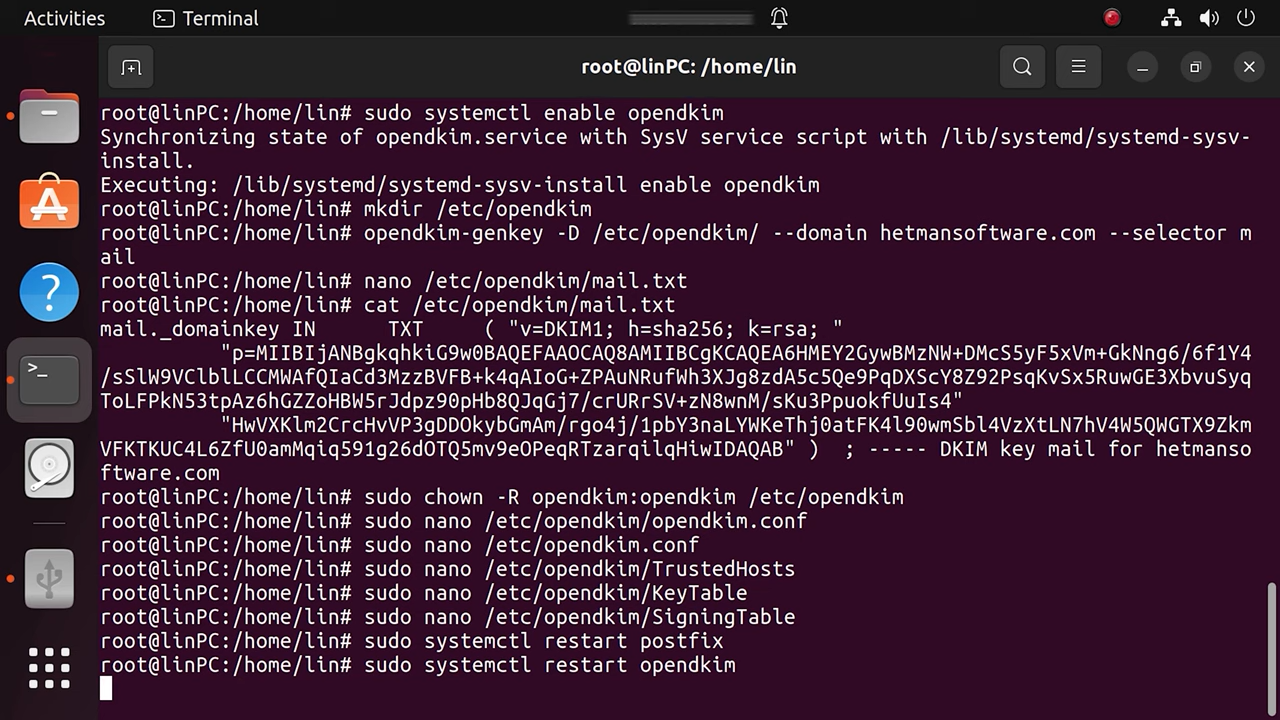 Activities
Terminal
root@linPC: /home/lin
root@linPC:/home/lin# sudo systemctl enable opendkim
Synchronizing state of opendkim.service with SysV service script with /lib/systemd/systemd-sysv-
install.
Executing: /lib/systemd/systemd-sysv-install enable opendkim
root@linPC:/home/lin# mkdir /etc/opendkim
root@linPC:/home/lin# opendkim-genkey -D /etc/opendkim/ --domain hetmansoftware.com --selector m
ail
root@linPC:/home/lin# nano /etc/opendkim/mail.txt
root@linPC:/home/lin# cat /etc/opendkim/mail.txt
mail._domainkey IN      TXT     ( "v=DKIM1; h=sha256; k=rsa; "
          "p=MIIBIjANBgkqhkiG9w0BAQEFAAOCAQ8AMIIBCgKCAQEA6HMEY2GywBMzNW+DMcS5yF5xVm+GkNng6/6f1Y4
/sSlW9VClblLCCMWAfQIaCd3MzzBVFB+k4qAIoG+ZPAuNRufWh3XJg8zdA5c5Qe9PqDXScY8Z92PsqKvSx5RuwGE3XbvuSyq
ToLFPkN53tpAz6hGZZoHBW5rJdpz90pHb8QJqGj7/crURrSV+zN8wnM/sKu3PpuokfUuIs4"
          "HwVXKlm2CrcHvVP3gDDOkybGmAm/rgo4j/1pbY3naLYWKeThj0atFK4l90wmSbl4VzXtLN7hV4W5QWGTX9Zkm
VFKTKUC4L6ZfU0amMqiq591g26dOTQ5mv9eOPeqRTzarqilqHiwIDAQAB" )  ; ----- DKIM key mail for hetmanso
ftware.com
root@linPC:/home/lin# sudo chown -R opendkim:opendkim /etc/opendkim
root@linPC:/home/lin# sudo nano /etc/opendkim/opendkim.conf
root@linPC:/home/lin# sudo nano /etc/opendkim.conf
root@linPC:/home/lin# sudo nano /etc/opendkim/TrustedHosts
root@linPC:/home/lin# sudo nano /etc/opendkim/KeyTable
root@linPC:/home/lin# sudo nano /etc/opendkim/SigningTable
root@linPC:/home/lin# sudo systemctl restart postfix
root@linPC:/home/lin# sudo systemctl restart opendkim